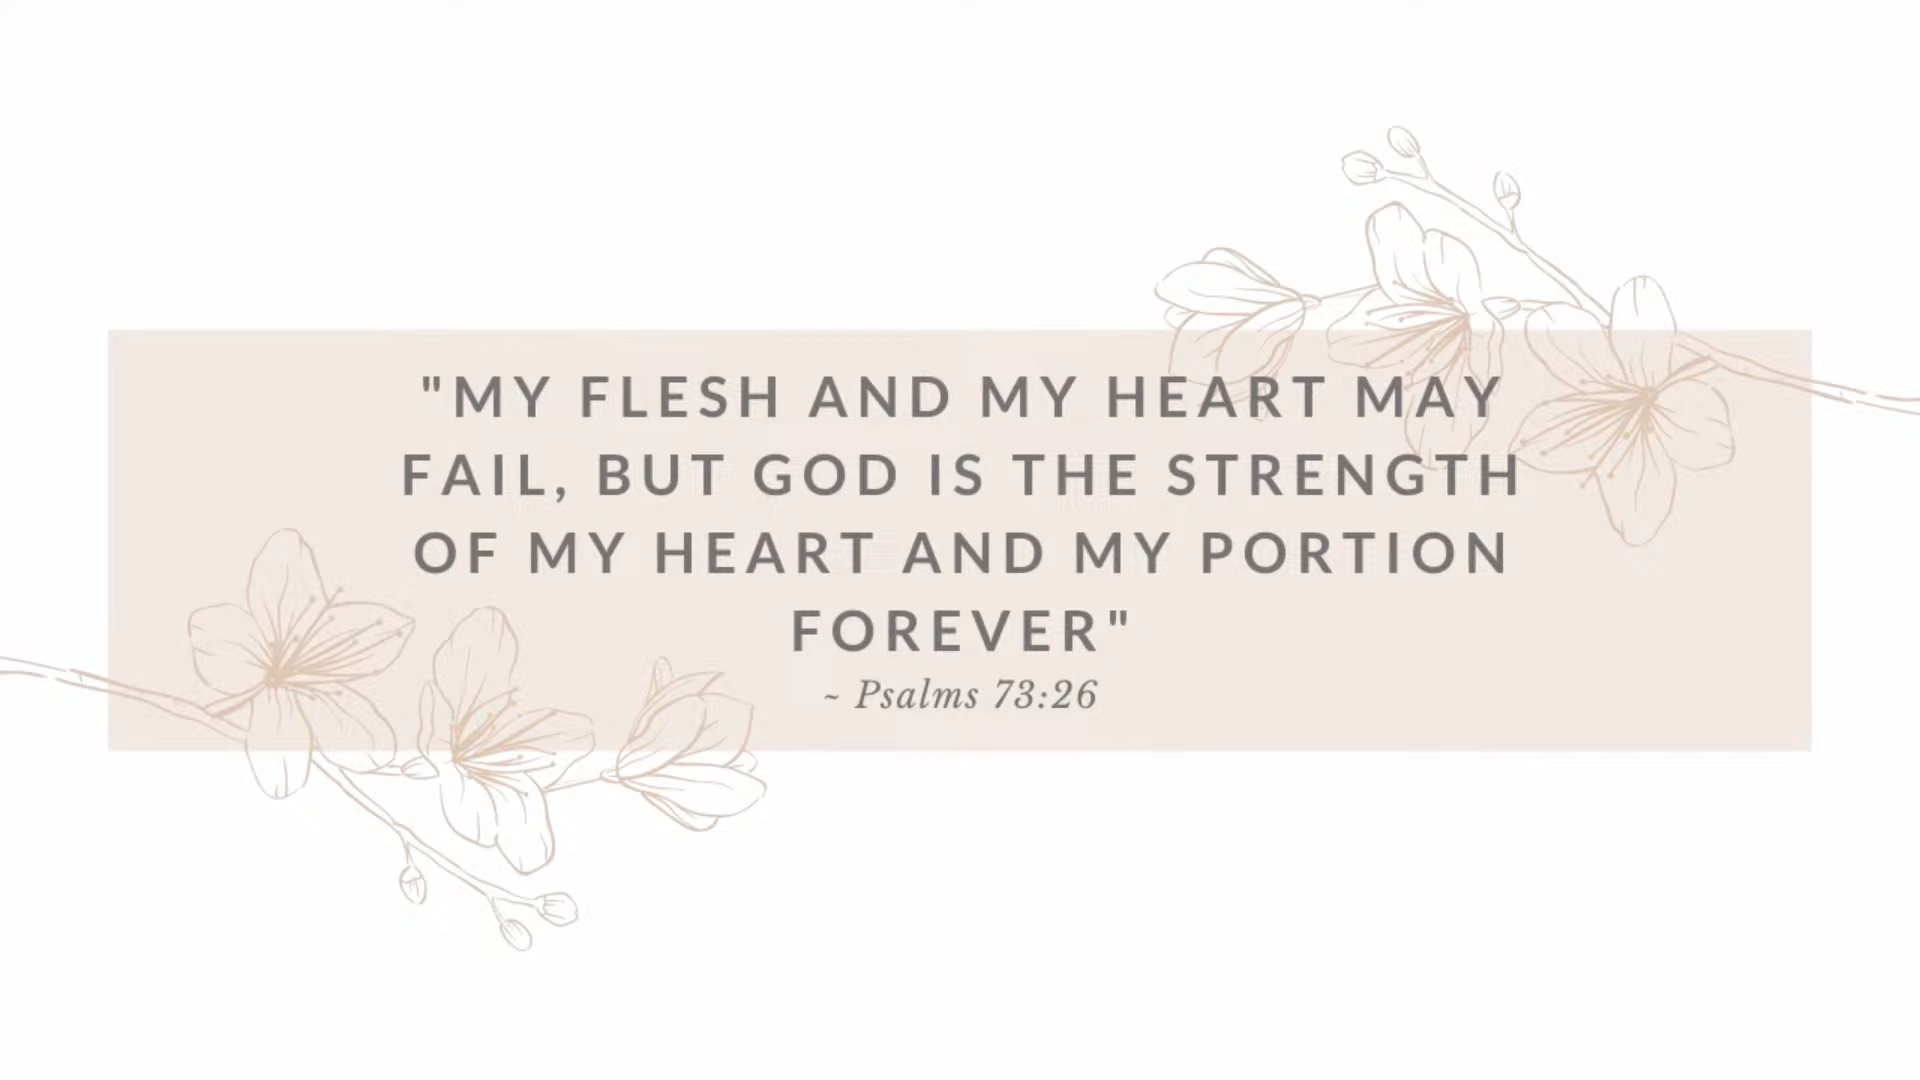 "MY FLESH AND MY HEART MAY
FAIL, BUT GOD IS THE STRENGTH
OF MY HEART AND MY PORTION
FOREVER"
~ Psalms 73:26